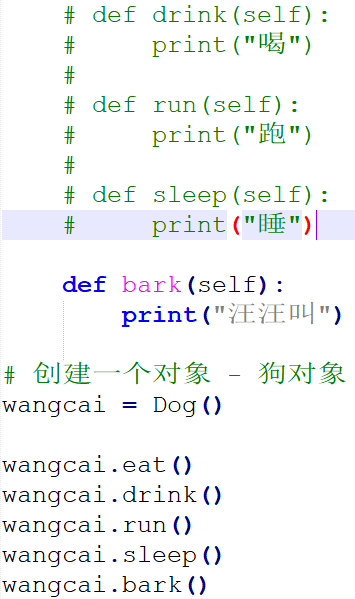 # def drink(self):
#     print("喝")
#
# def run(self):
#     print("跑")
#
# def sleep(self):
#     print("睡")
def bark(self):
    print("汪汪叫")
# 创建一个对象 - 狗对象
wangcai = Dog()
wangcai.eat()
wangcai.drink()
wangcai.run()
wangcai.sleep()
wangcai.bark()